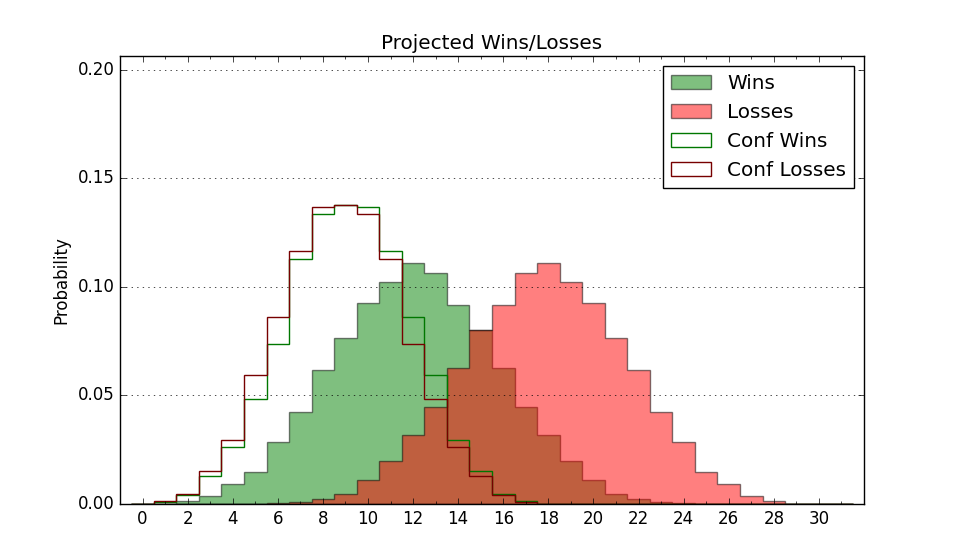 Projected Wins/Losses
Probability
0.20
0.15
0.10
0.05
0.00
Wins
Losses
Conf Wins
Conf Losses
0 2 4 6 8 10 12 14 16 18 20 22 24 26 28 30